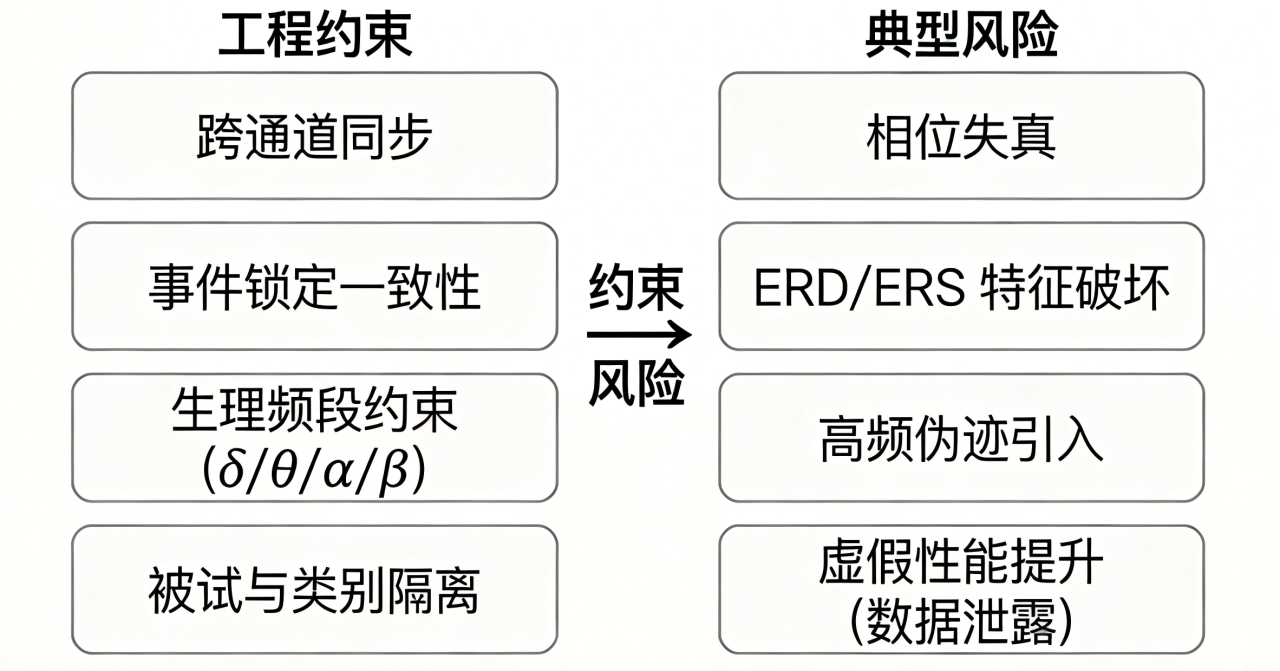 工程约束
典型风险
跨通道同步
相位失真
事件锁定一致性
约束
风险
ERD/ERS 特征破坏
生理频段约束
(δ/θ/α/β)
高频伪迹引入
被试与类别隔离
虚假性能提升
(数据泄露)